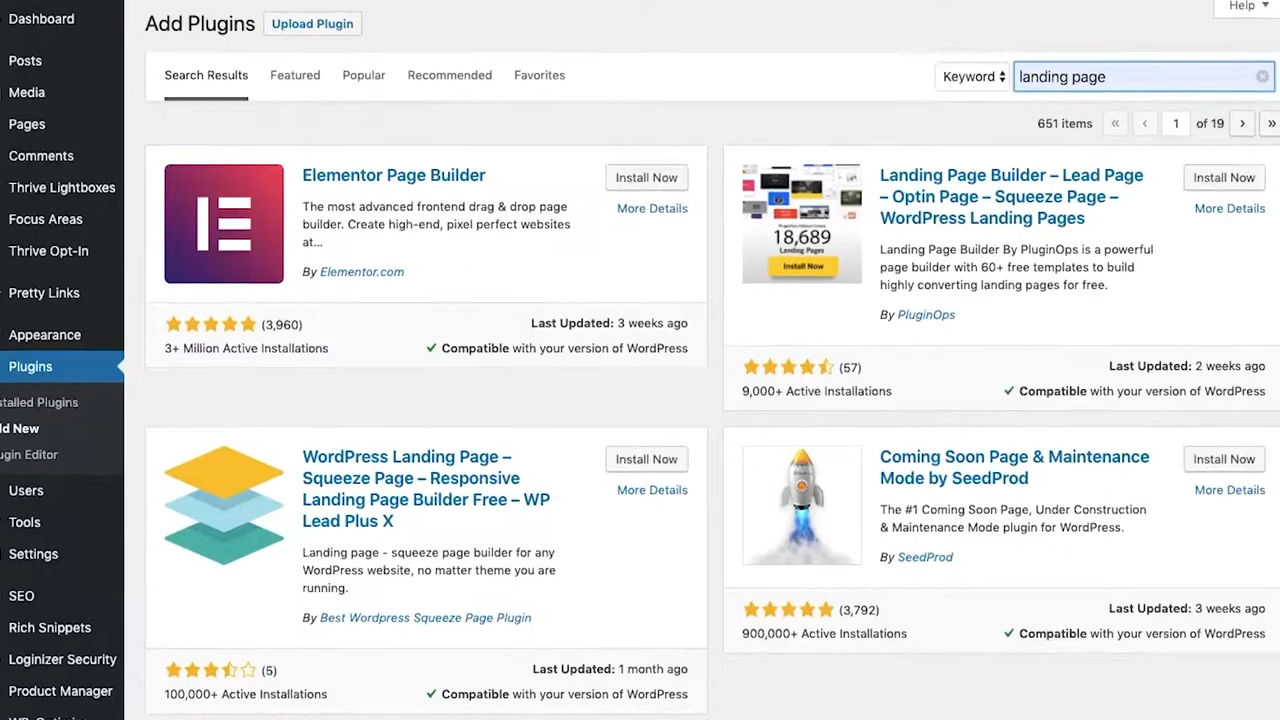 Dashboard
Posts
Media
Pages
Comments
Thrive Lightboxes
Focus Areas
Thrive Opt-In
Pretty Links
Appearance
Plugins
stalled Plugins
d New
ugin Editor
Users
Tools
Settings
SEO
Rich Snippets
Loginizer Security
Product Manager
Help
Add Plugins
Upload Plugin
Search Results
Featured
Popular
Recommended
Favorites
Keyword
landing page
651 items
«
‹
1
of 19
›
»
Elementor Page Builder
Install Now
More Details
The most advanced frontend drag & drop page
builder. Create high-end, pixel perfect websites
at...
By Elementor.com
(3,960)
Last Updated: 3 weeks ago
3+ Million Active Installations
Compatible with your version of WordPress
18,689
Landing Pages
Install Now
Landing Page Builder – Lead Page
– Optin Page – Squeeze Page –
WordPress Landing Pages
Install Now
More Details
Landing Page Builder By PluginOps is a powerful
page builder with 60+ free templates to build
highly converting landing pages for free.
By PluginOps
(57)
Last Updated: 2 weeks ago
9,000+ Active Installations
Compatible with your version of WordPress
WordPress Landing Page –
Squeeze Page – Responsive
Landing Page Builder Free – WP
Lead Plus X
Install Now
More Details
Landing page - squeeze page builder for any
WordPress website, no matter theme you are
running.
By Best Wordpress Squeeze Page Plugin
(5)
Last Updated: 1 month ago
100,000+ Active Installations
Compatible with your version of WordPress
Coming Soon Page & Maintenance
Mode by SeedProd
Install Now
More Details
The #1 Coming Soon Page, Under Construction
& Maintenance Mode plugin for WordPress.
By SeedProd
(3,792)
Last Updated: 3 weeks ago
900,000+ Active Installations
Compatible with your version of WordPress